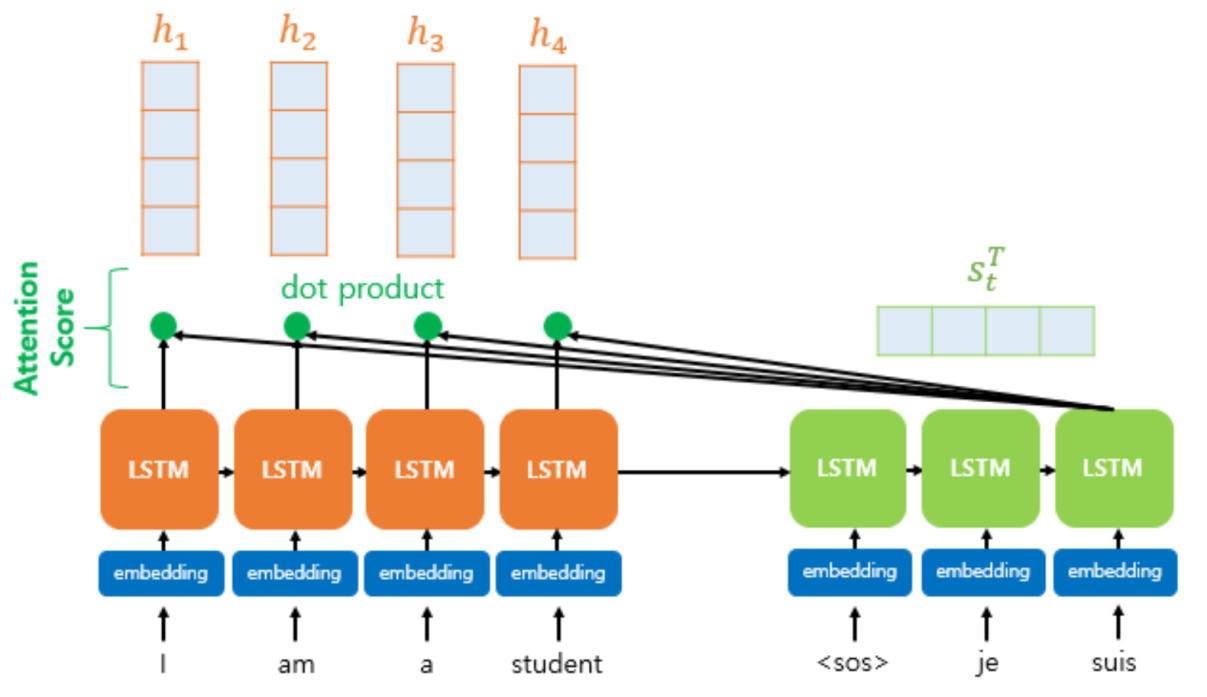 h₁ h₂ h₃ h₄
s_t^T
dot product
Attention
Score
LSTM LSTM LSTM LSTM LSTM LSTM LSTM
embedding embedding embedding embedding embedding embedding embedding
I am a student <sos> je suis